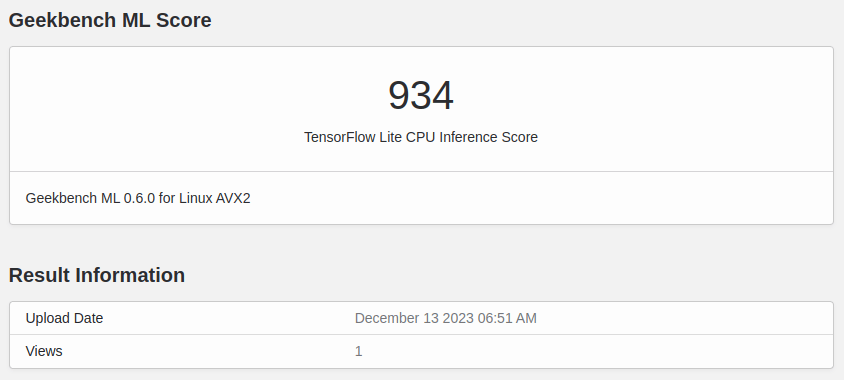 Geekbench ML Score
934
TensorFlow Lite CPU Inference Score
Geekbench ML 0.6.0 for Linux AVX2
Result Information
Upload Date December 13 2023 06:51 AM
Views 1